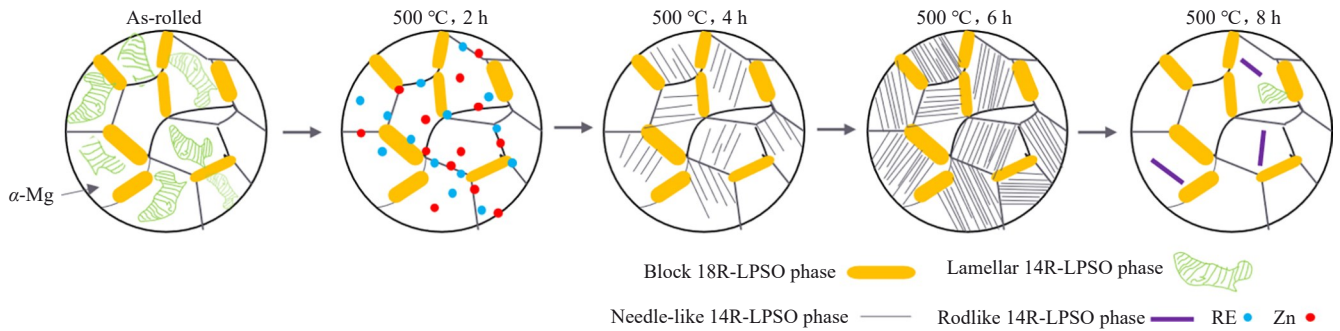 As-rolled
500 °C, 2 h
500 °C, 4 h
500 °C, 6 h
500 °C, 8 h
α-Mg
Block 18R-LPSO phase
Lamellar 14R-LPSO phase
Needle-like 14R-LPSO phase
Rodlike 14R-LPSO phase
RE
Zn